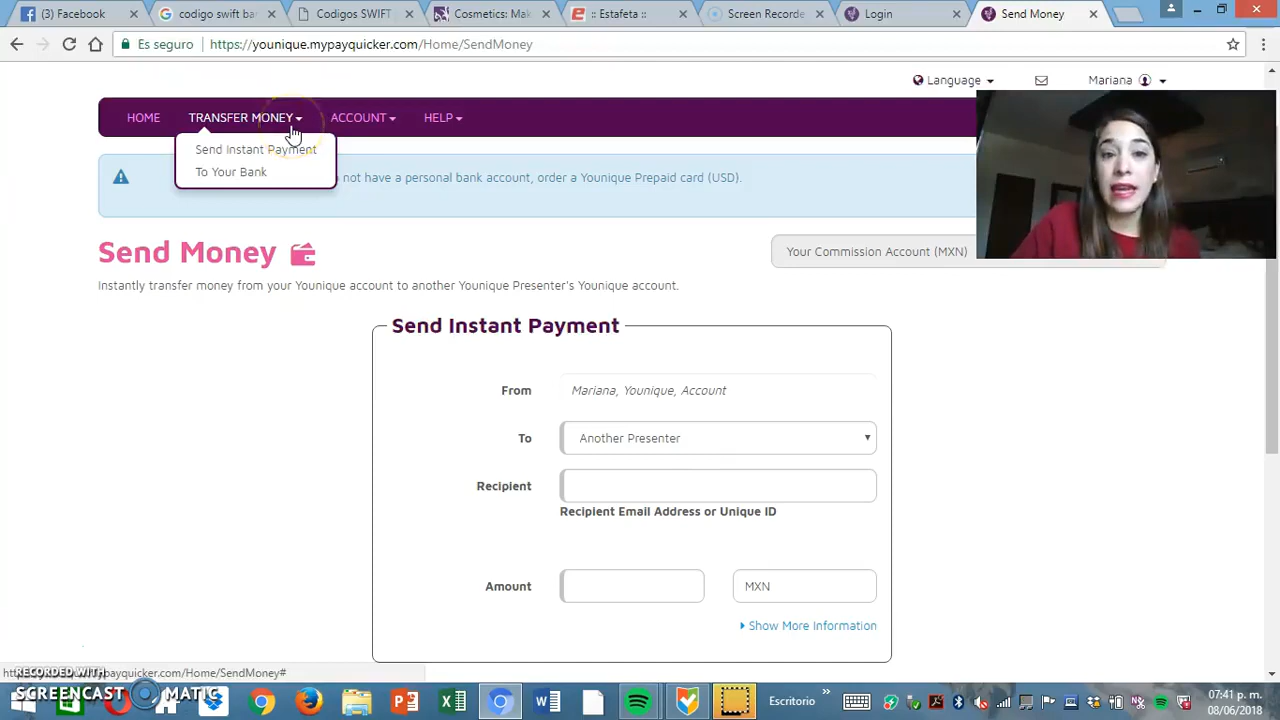 (3) Facebook
codigo swift ban
Codigos SWIFT
Cosmetics: Mak
:: Estafeta ::
Screen Recorde
Login
Send Money
Es seguro
https://younique.mypayquicker.com/Home/SendMoney
Language
Mariana
HOME
TRANSFER MONEY
ACCOUNT
HELP
Send Instant Payment
To Your Bank
not have a personal bank account, order a Younique Prepaid card (USD).
Send Money
Your Commission Account (MXN)
Instantly transfer money from your Younique account to another Younique Presenter's Younique account.
Send Instant Payment
From
Mariana, Younique, Account
To
Another Presenter
Recipient
Recipient Email Address or Unique ID
Amount
MXN
Show More Information
payquicker.com/Home/SendMoney#
RECORDED WITH
SCREENCAST MATIC
Escritorio
07:41 p. m.
08/06/2018